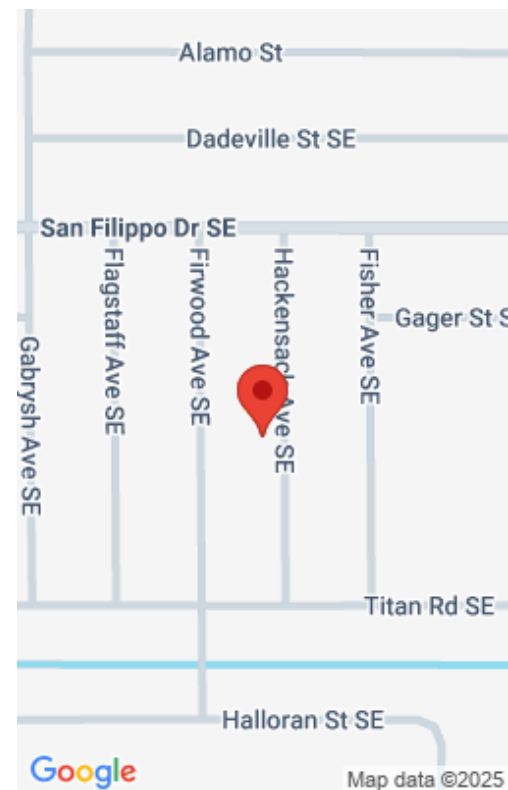 Alamo St
Dadeville St SE
San Filippo Dr SE
Flagstaff Ave SE
Firwood Ave SE
Hackensack Ave SE
Fisher Ave SE
Gager St S
Gabrysh Ave SE
Titan Rd SE
Halloran St SE
Google
Map data ©2025